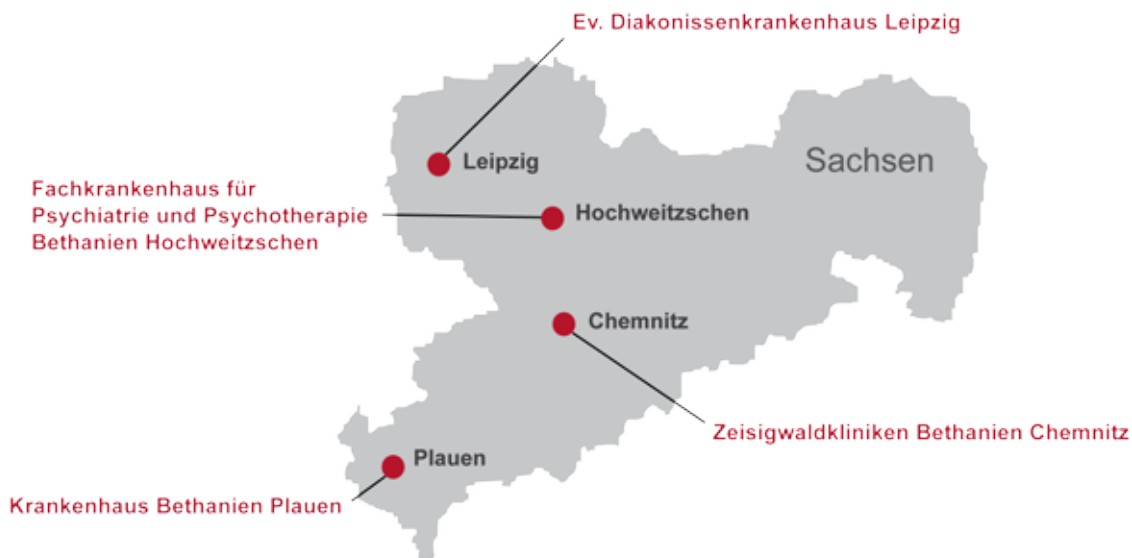 Ev. Diakonissenkrankenhaus Leipzig
Leipzig
Sachsen
Fachkrankenhaus für
Psychiatrie und Psychotherapie
Bethanien Hochweitzschen
Hochweitzschen
Chemnitz
Zeisigwaldkliniken Bethanien Chemnitz
Plauen
Krankenhaus Bethanien Plauen